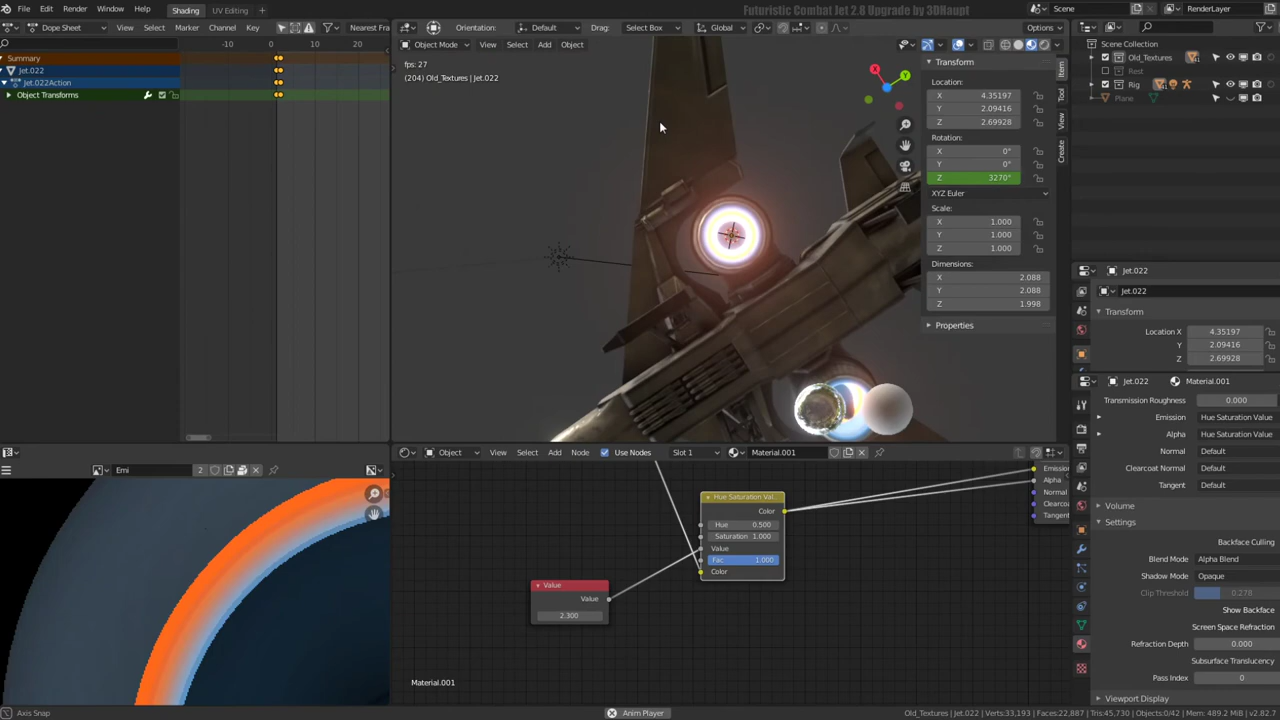 File Edit Render Window Help Shading UV Editing + Futuristic Combat Jet 2.8 Upgrade by 3DHaupt Scene RenderLayer
Dope Sheet View Select Marker Channel Key Nearest Fra
Orientation: Default Drag: Select Box Global Options
-10 0 10 20
Object Mode View Select Add Object
Scene Collection
Summary
Jet.022
Jet.022Action
Object Transforms
fps: 27
(204) Old_Textures | Jet.022
Transform
Location:
X 4.35197
Y 2.09416
Z 2.69928
Rotation:
X 0°
Y 0°
Z 3270°
XYZ Euler
Scale:
X 1.000
Y 1.000
Z 1.000
Dimensions:
X 2.088
Y 2.088
Z 1.998
Properties
Item
Tool
View
Create
X
Y
Z
Old_Textures
Rest
Rig
Plane
Jet.022
Jet.022
Transform
Location X 4.35197
Y 2.09416
Z 2.69928
Jet.022 Material.001
Transmission Roughness 0.000
Emission Hue Saturation Value
Alpha Hue Saturation Value
Normal Default
Clearcoat Normal Default
Tangent Default
Volume
Settings
Backface Culling
Blend Mode Alpha Blend
Shadow Mode Opaque
Clip Threshold 0.278
Show Backface
Screen Space Refraction
Refraction Depth 0.000
Subsurface Translucency
Pass Index 0
Viewport Display
Emi 2
Object View Select Add Node Use Nodes Slot 1 Material.001
Hue Saturation Val..
Color
Hue 0.500
Saturation 1.000
Value
Fac 1.000
Color
Value
Value
2.300
Emissio
Alpha
Normal
Clearco
Tangent
Material.001
Axis Snap Anim Player Old_Textures | Jet.022 | Verts:33,193 | Faces:22,887 | Tris:45,730 | Objects:0/42 | Mem: 489.2 MiB | v2.82.7